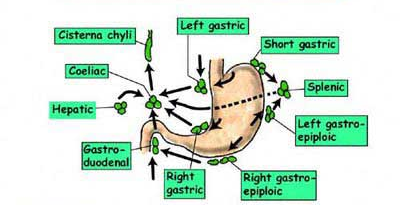 Cisterna chyli
Left gastric
Short gastric
Coeliac
Splenic
Hepatic
Left gastro-
epiploic
Gastro-
duodenal
Right
gastric
Right gastro-
epiploic